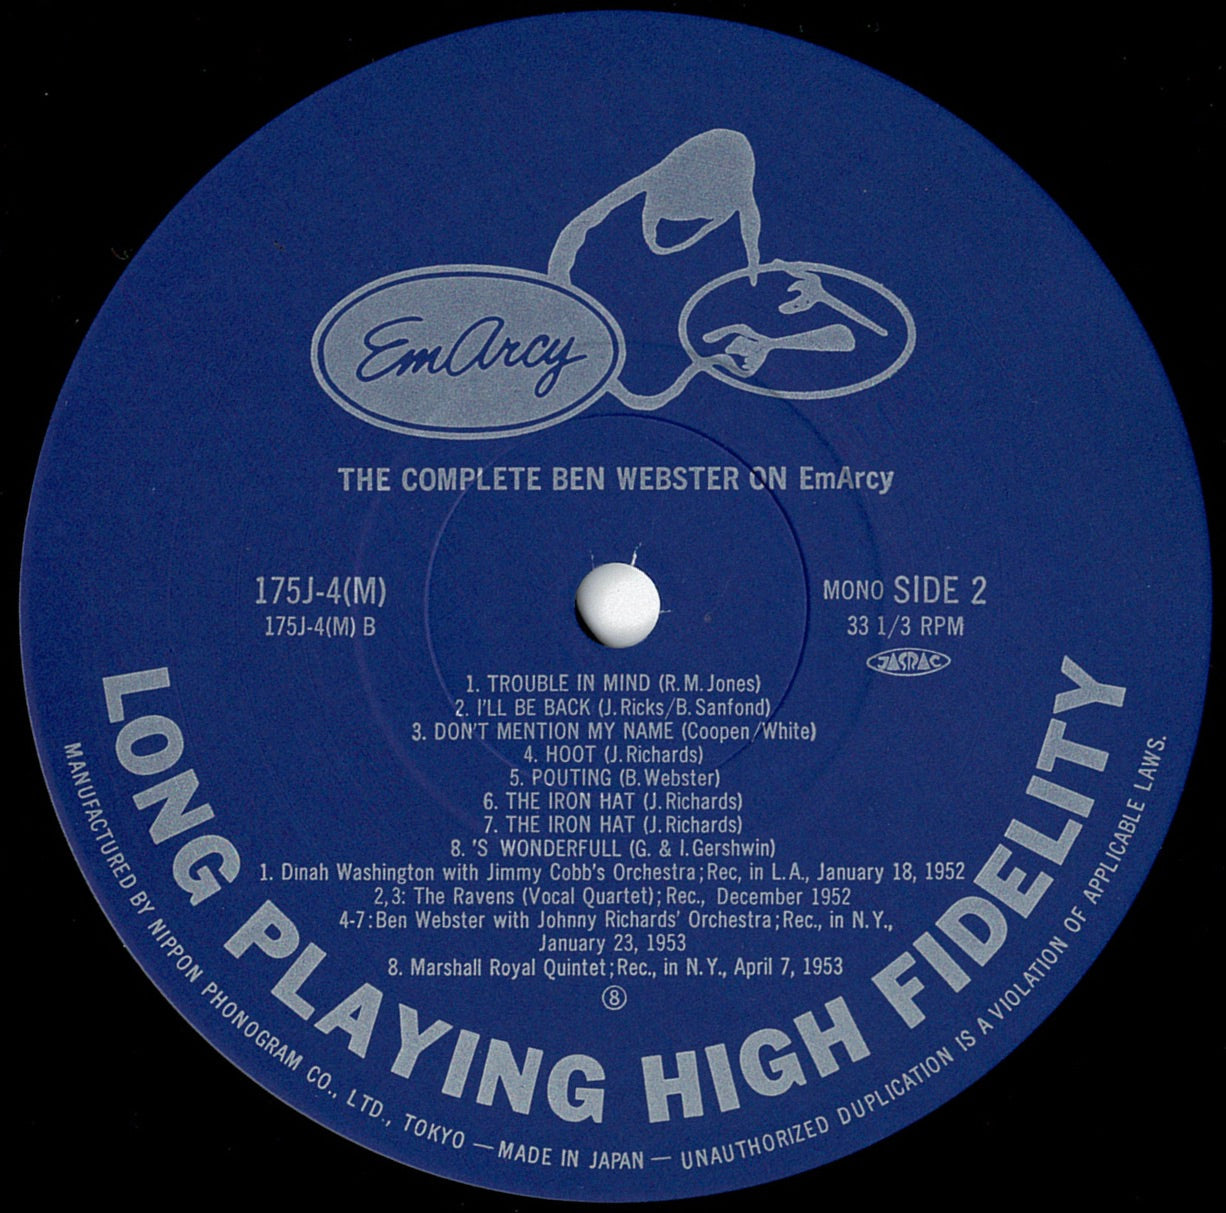 EmArcy
THE COMPLETE BEN WEBSTER ON EmArcy
175J-4(M)
175J-4(M) B
MONO SIDE 2
33 1/3 RPM
JASRAC
1. TROUBLE IN MIND (R.M.Jones)
2. I'LL BE BACK (J.Ricks/B.Sanfond)
3. DON'T MENTION MY NAME (Coopen/White)
4. HOOT (J.Richards)
5. POUTING (B.Webster)
6. THE IRON HAT (J.Richards)
7. THE IRON HAT (J.Richards)
8. 'S WONDERFULL (G. & I.Gershwin)
1. Dinah Washington with Jimmy Cobb's Orchestra;Rec, in L.A., January 18, 1952
2,3: The Ravens (Vocal Quartet); Rec., December 1952
4-7:Ben Webster with Johnny Richards' Orchestra;Rec., in N.Y.,
January 23, 1953
8. Marshall Royal Quintet;Rec., in N.Y., April 7, 1953
⑧
LONG PLAYING HIGH FIDELITY
MANUFACTURED BY NIPPON PHONOGRAM CO., LTD., TOKYO — MADE IN JAPAN — UNAUTHORIZED DUPLICATION IS A VIOLATION OF APPLICABLE LAWS.